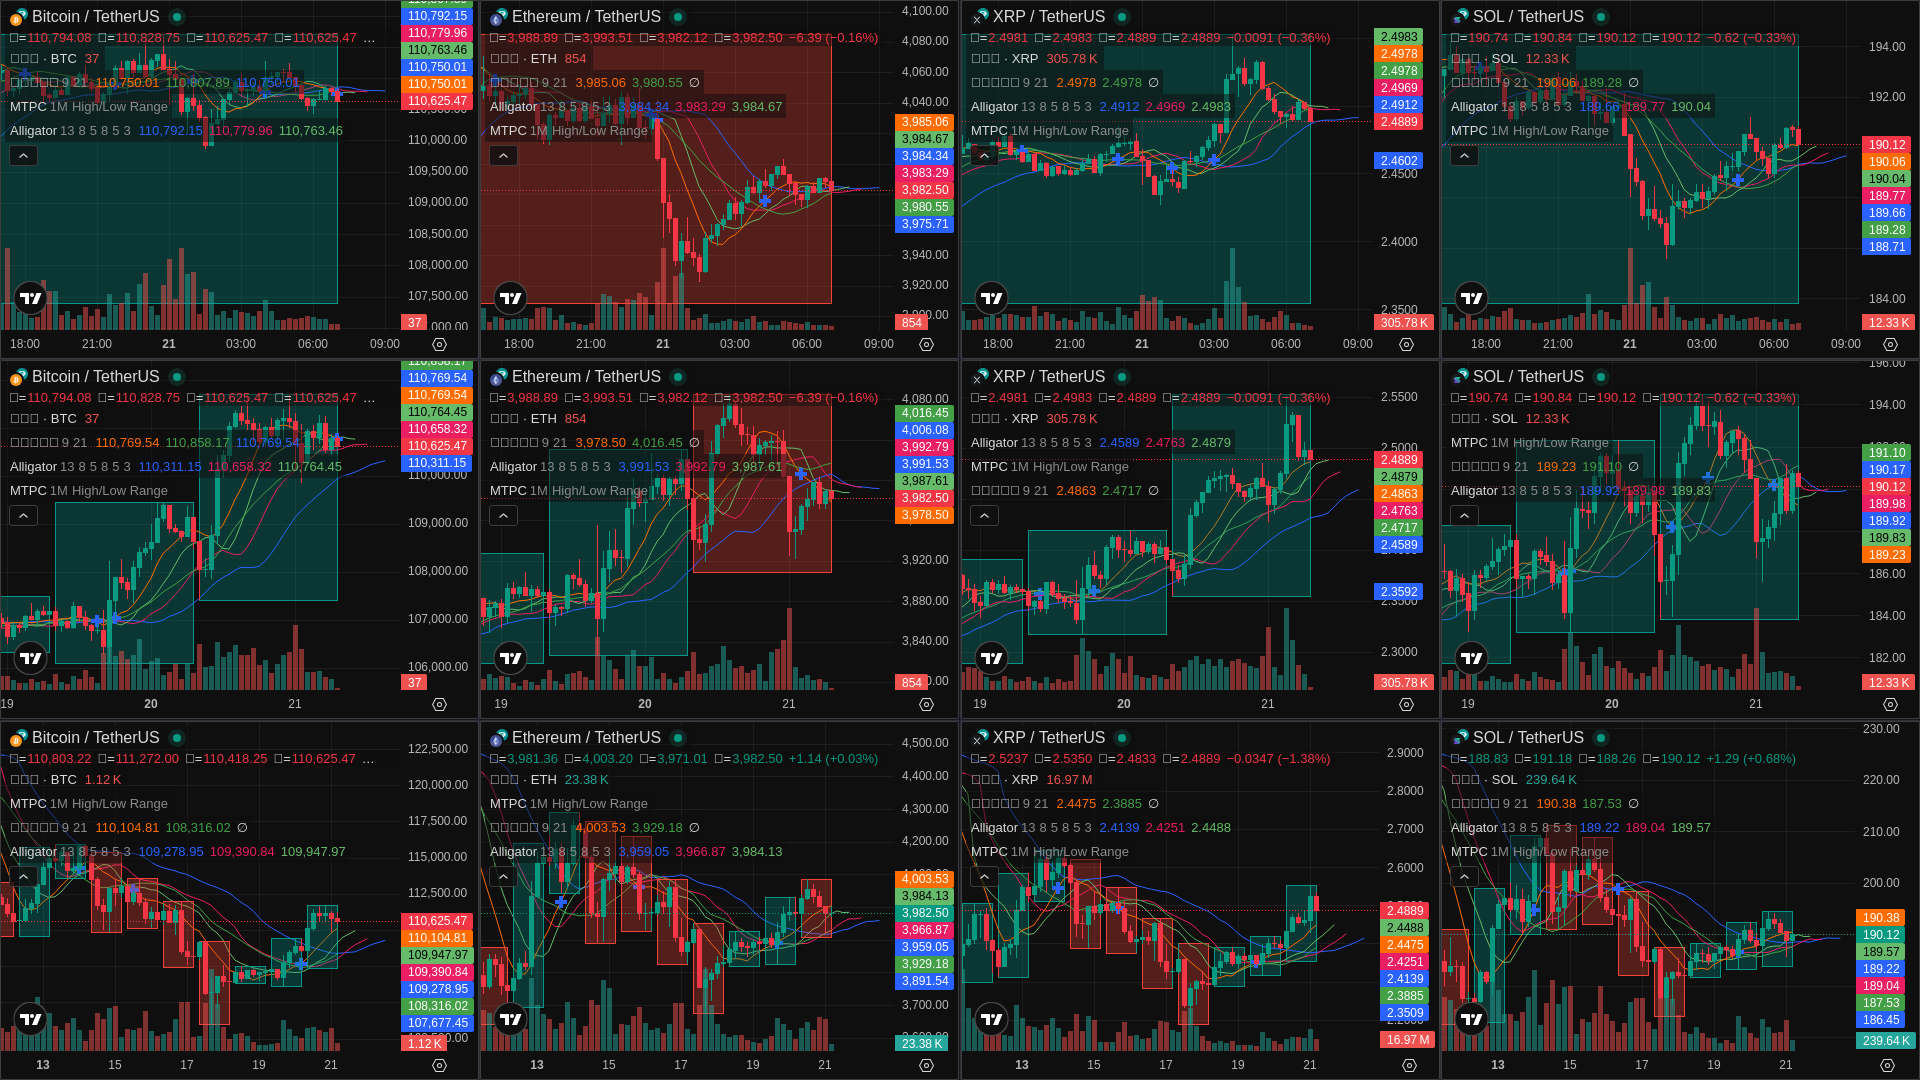 Bitcoin / TetherUS
=110,794.08 =110,828.75 =110,625.47 =110,625.47 ...
· BTC 37
9 21 110,750.01 110,807.89 110,750.01
MTPC 1M High/Low Range
Alligator 13 8 5 8 5 3 110,792.15 110,779.96 110,763.46
110,792.15
110,779.96
110,763.46
110,750.01
110,750.01
110,625.47
110,000.00
109,500.00
109,000.00
108,500.00
108,000.00
107,500.00
37
18:00 21:00 21 03:00 06:00 09:00
Ethereum / TetherUS
=3,988.89 =3,993.51 =3,982.12 =3,982.50 −6.39 (−0.16%)
· ETH 854
9 21 3,985.06 3,980.55 ∅
Alligator 13 8 5 8 5 3 3,984.34 3,983.29 3,984.67
MTPC 1M High/Low Range
4,100.00
4,080.00
4,060.00
4,040.00
3,985.06
3,984.67
3,984.34
3,983.29
3,982.50
3,980.55
3,975.71
3,940.00
3,920.00
854
18:00 21:00 21 03:00 06:00 09:00
XRP / TetherUS
=2.4981 =2.4983 =2.4889 =2.4889 −0.0091 (−0.36%)
· XRP 305.78 K
9 21 2.4978 2.4978 ∅
Alligator 13 8 5 8 5 3 2.4912 2.4969 2.4983
MTPC 1M High/Low Range
2.4983
2.4978
2.4978
2.4969
2.4912
2.4889
2.4602
2.4500
2.4000
2.3500
305.78 K
18:00 21:00 21 03:00 06:00 09:00
SOL / TetherUS
=190.74 =190.84 =190.12 =190.12 −0.62 (−0.33%)
· SOL 12.33 K
9 21 190.06 189.28 ∅
Alligator 13 8 5 8 5 3 189.66 189.77 190.04
MTPC 1M High/Low Range
194.00
192.00
190.12
190.06
190.04
189.77
189.66
189.28
188.71
184.00
12.33 K
18:00 21:00 21 03:00 06:00 09:00
Bitcoin / TetherUS
=110,794.08 =110,828.75 =110,625.47 =110,625.47 ...
· BTC 37
9 21 110,769.54 110,858.17 110,769.54
Alligator 13 8 5 8 5 3 110,311.15 110,658.32 110,764.45
MTPC 1M High/Low Range
110,858.17
110,769.54
110,769.54
110,764.45
110,658.32
110,625.47
110,311.15
110,000.00
109,000.00
108,000.00
107,000.00
106,000.00
37
19 20 21
Ethereum / TetherUS
=3,988.89 =3,993.51 =3,982.12 =3,982.50 −6.39 (−0.16%)
· ETH 854
9 21 3,978.50 4,016.45 ∅
Alligator 13 8 5 8 5 3 3,991.53 3,992.79 3,987.61
MTPC 1M High/Low Range
4,080.00
4,016.45
4,006.08
3,992.79
3,991.53
3,987.61
3,982.50
3,978.50
3,920.00
3,880.00
3,840.00
854
19 20 21
XRP / TetherUS
=2.4981 =2.4983 =2.4889 =2.4889 −0.0091 (−0.36%)
· XRP 305.78 K
Alligator 13 8 5 8 5 3 2.4589 2.4763 2.4879
MTPC 1M High/Low Range
9 21 2.4863 2.4717 ∅
2.5500
2.5000
2.4889
2.4879
2.4863
2.4763
2.4717
2.4589
2.3592
2.3500
2.3000
305.78 K
19 20 21
SOL / TetherUS
=190.74 =190.84 =190.12 =190.12 −0.62 (−0.33%)
· SOL 12.33 K
MTPC 1M High/Low Range
9 21 189.23 191.10 ∅
Alligator 13 8 5 8 5 3 189.92 189.98 189.83
196.00
194.00
192.00
191.10
190.17
190.12
189.98
189.92
189.83
189.23
186.00
184.00
182.00
12.33 K
19 20 21
Bitcoin / TetherUS
=110,803.22 =111,272.00 =110,418.25 =110,625.47 ...
· BTC 1.12 K
MTPC 1M High/Low Range
9 21 110,104.81 108,316.02 ∅
Alligator 13 8 5 8 5 3 109,278.95 109,390.84 109,947.97
122,500.00
120,000.00
117,500.00
115,000.00
112,500.00
110,625.47
110,104.81
109,947.97
109,390.84
109,278.95
108,316.02
107,677.45
1.12 K
13 15 17 19 21
Ethereum / TetherUS
=3,981.36 =4,003.20 =3,971.01 =3,982.50 +1.14 (+0.03%)
· ETH 23.38 K
MTPC 1M High/Low Range
9 21 4,003.53 3,929.18 ∅
Alligator 13 8 5 8 5 3 3,959.05 3,966.87 3,984.13
4,500.00
4,400.00
4,300.00
4,200.00
4,003.53
3,984.13
3,982.50
3,966.87
3,959.05
3,929.18
3,891.54
3,700.00
23.38 K
13 15 17 19 21
XRP / TetherUS
=2.5237 =2.5350 =2.4833 =2.4889 −0.0347 (−1.38%)
· XRP 16.97 M
9 21 2.4475 2.3885 ∅
Alligator 13 8 5 8 5 3 2.4139 2.4251 2.4488
MTPC 1M High/Low Range
2.9000
2.8000
2.7000
2.6000
2.4889
2.4488
2.4475
2.4251
2.4139
2.3885
2.3509
16.97 M
13 15 17 19 21
SOL / TetherUS
=188.83 =191.18 =188.26 =190.12 +1.29 (+0.68%)
· SOL 239.64 K
9 21 190.38 187.53 ∅
Alligator 13 8 5 8 5 3 189.22 189.04 189.57
MTPC 1M High/Low Range
230.00
220.00
210.00
200.00
190.38
190.12
189.57
189.22
189.04
187.53
186.45
239.64 K
13 15 17 19 21